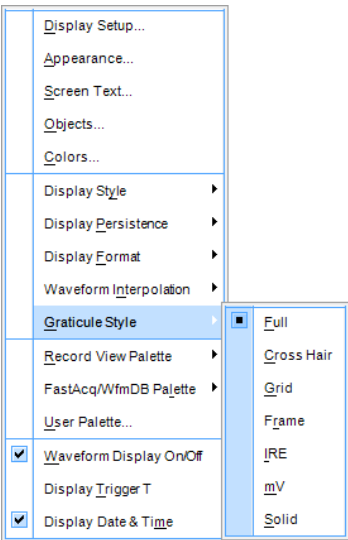 Display Setup...
Appearance...
Screen Text...
Objects...
Colors...
Display Style
Display Persistence
Display Format
Waveform Interpolation
Graticule Style
Record View Palette
FastAcq/WfmDB Palette
User Palette...
Waveform Display On/Off
Display Trigger T
Display Date & Time
Full
Cross Hair
Grid
Frame
IRE
mV
Solid